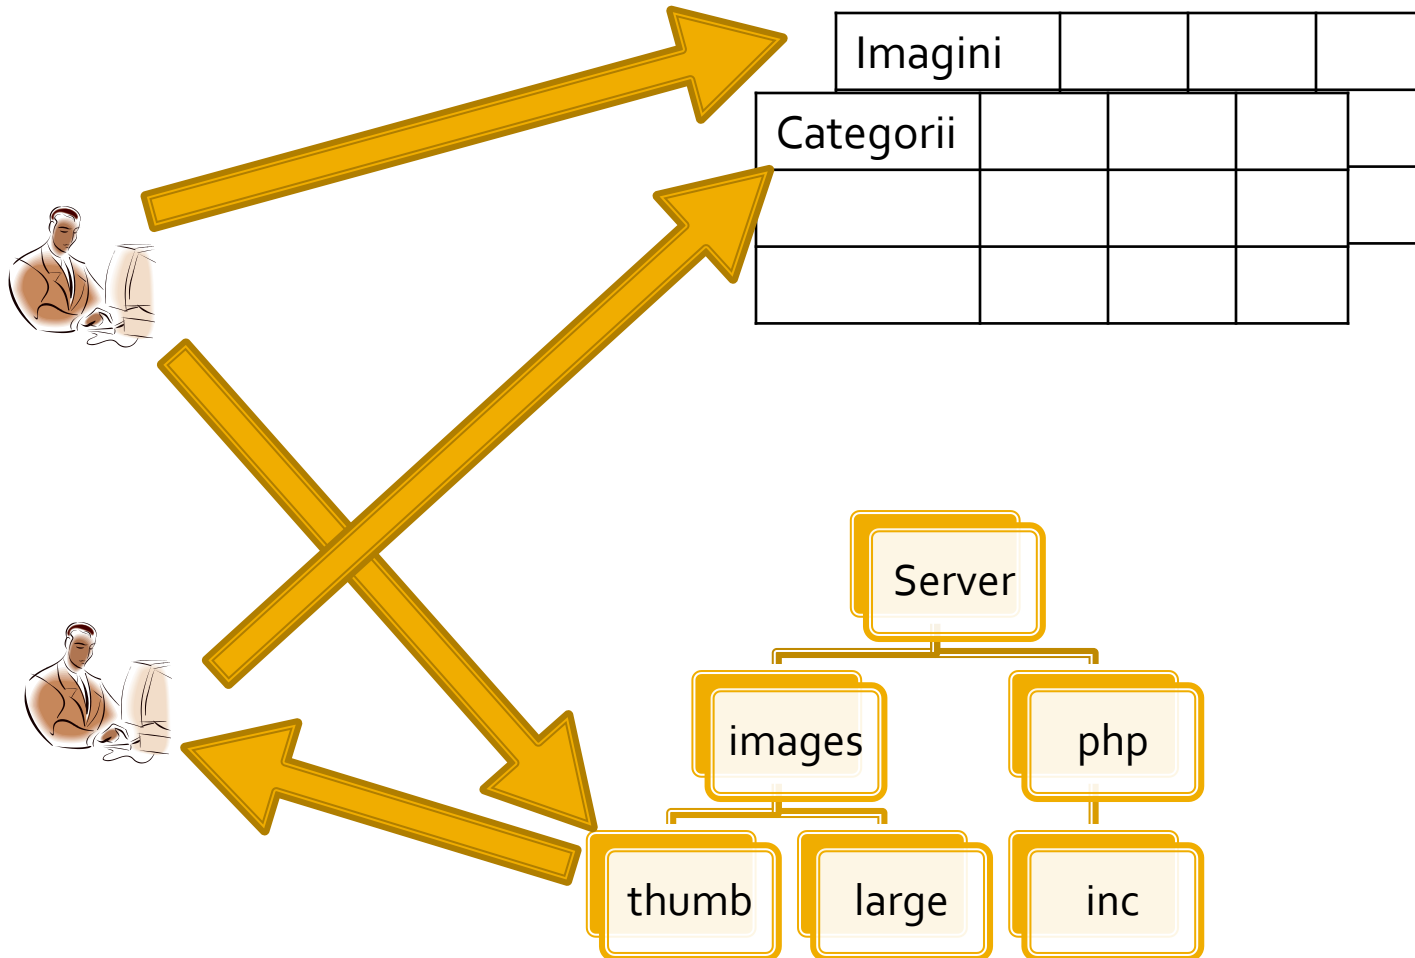 Imagini
Categorii
Server
images
php
thumb
large
inc